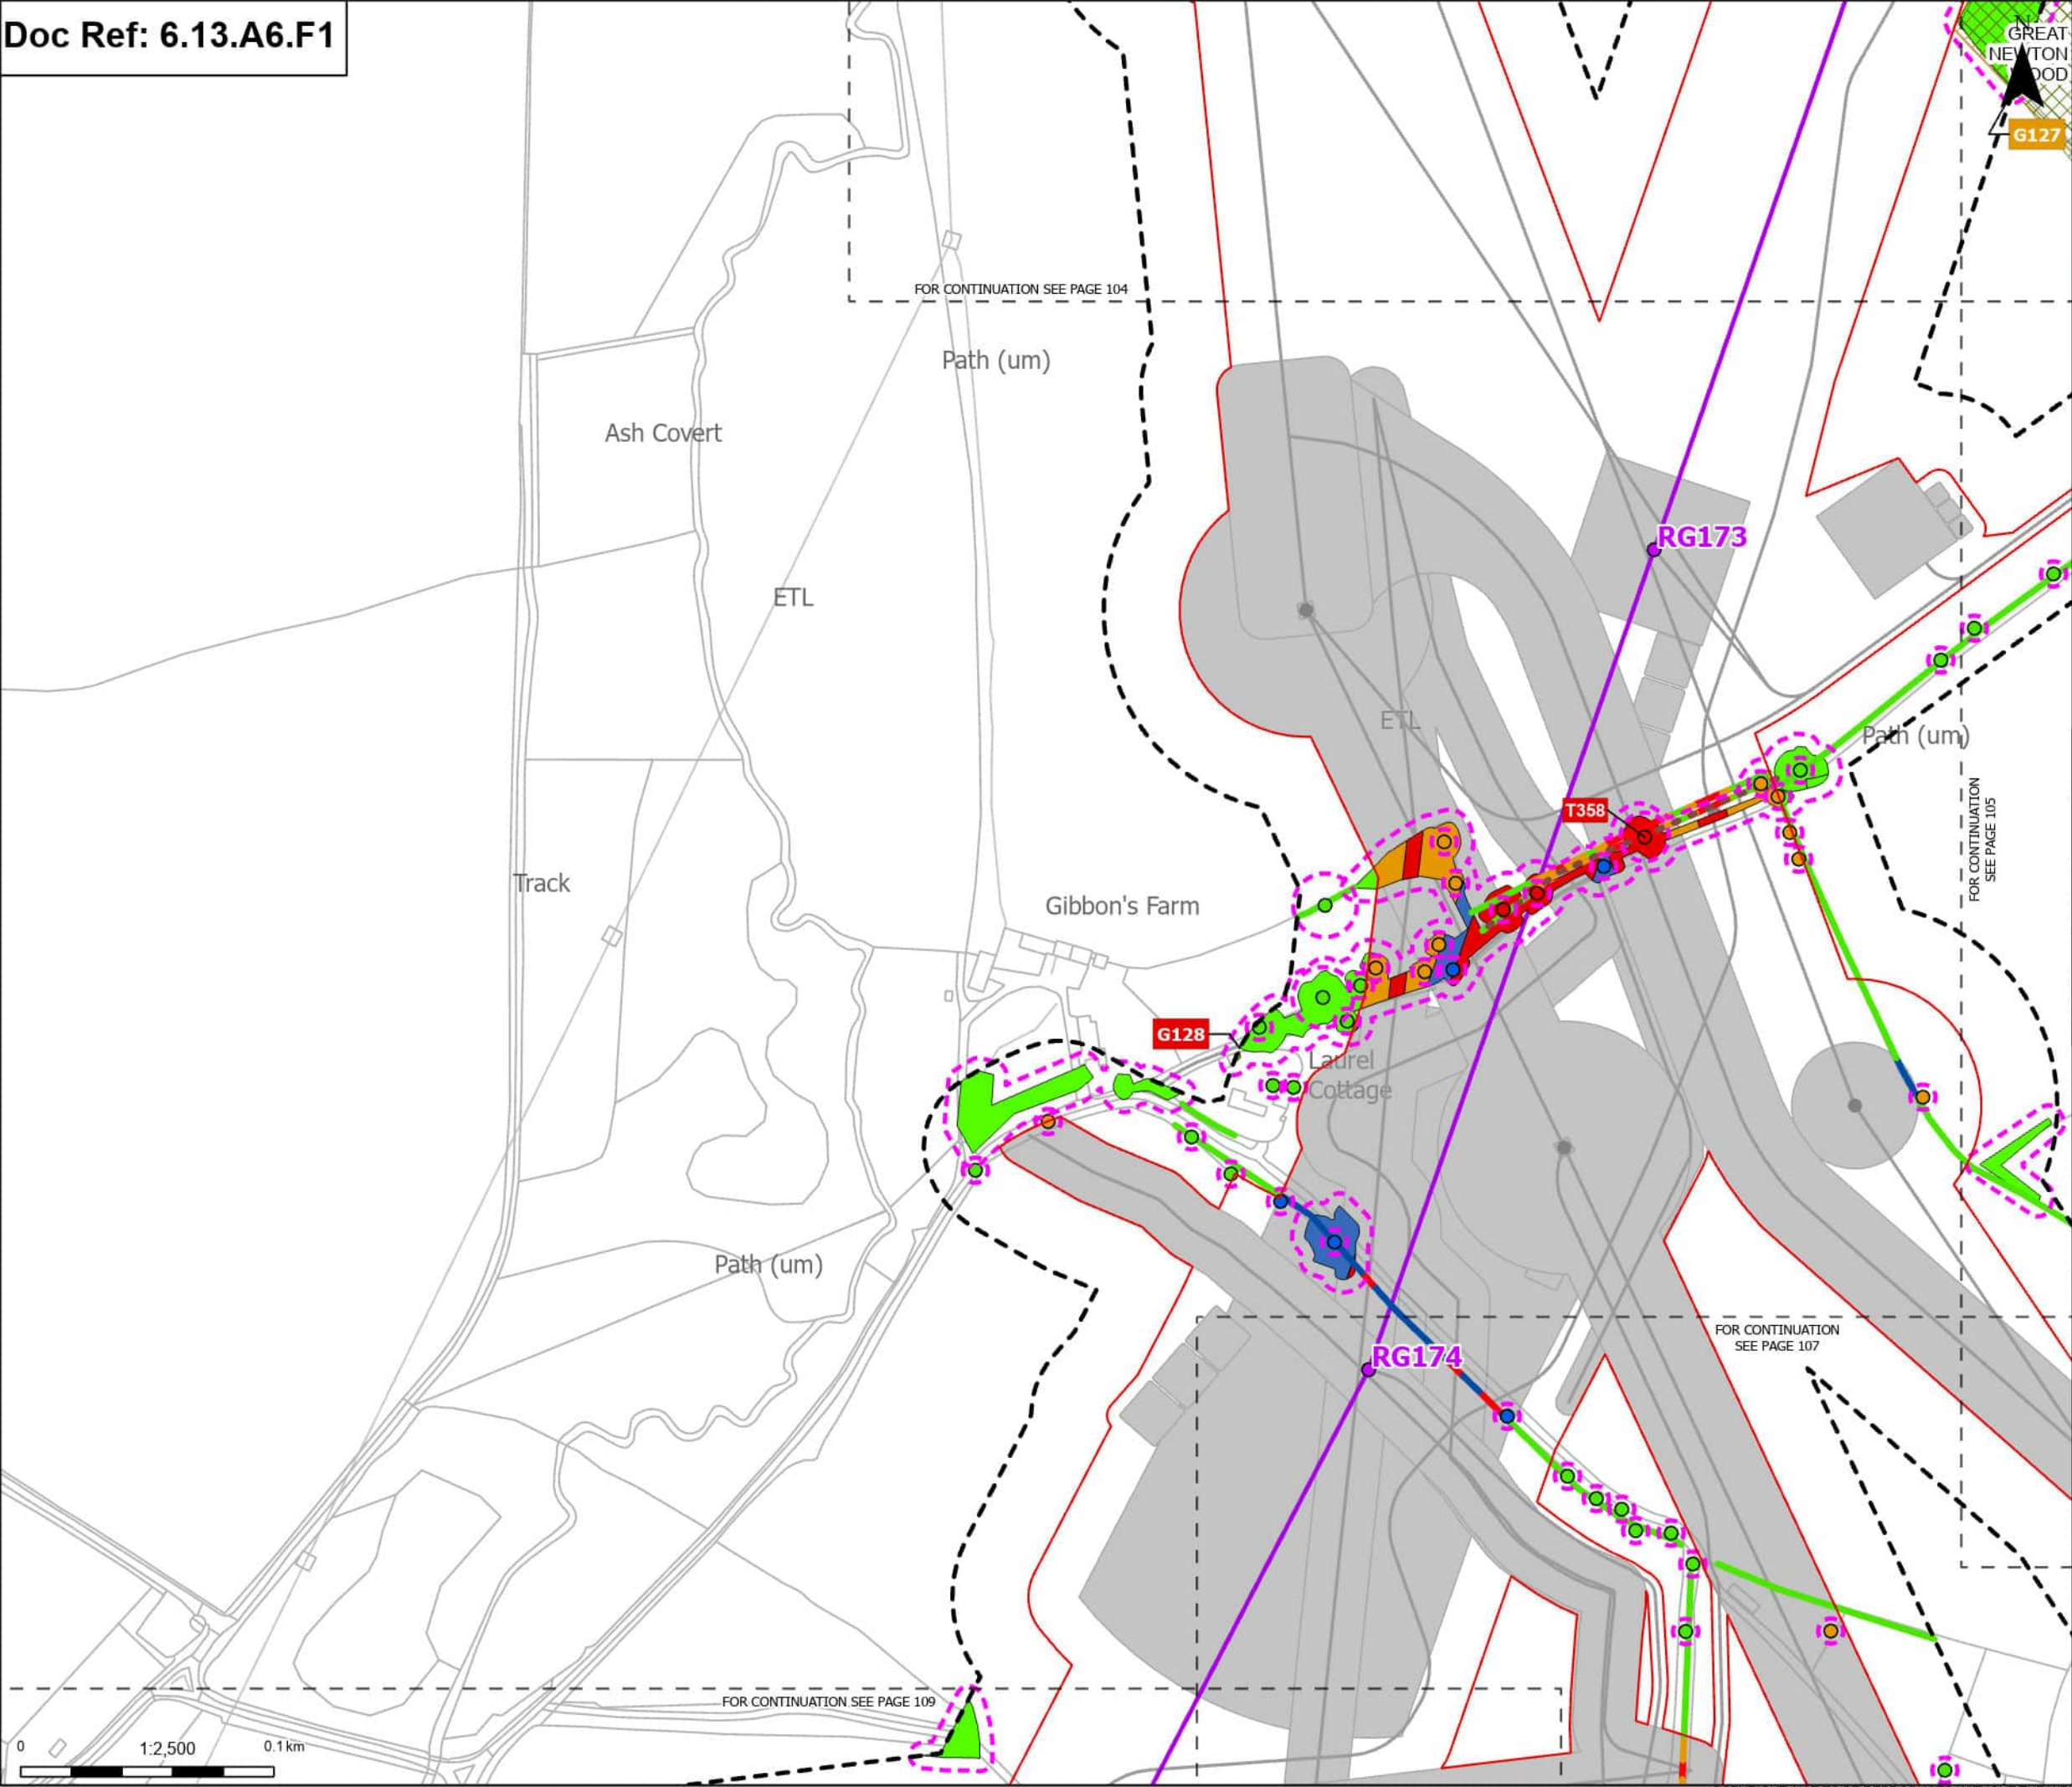 Doc Ref: 6.13.A6.F1
N
GREAT
NEWTON
WOOD
G127
FOR CONTINUATION SEE PAGE 104
Path (um)
Ash Covert
RG173
ETL
ETL
Path (um)
T358
FOR CONTINUATION
SEE PAGE 105
Track
Gibbon's Farm
G128
Laurel
Cottage
Path (um)
FOR CONTINUATION
SEE PAGE 107
RG174
FOR CONTINUATION SEE PAGE 109
0
1:2,500
0.1 km